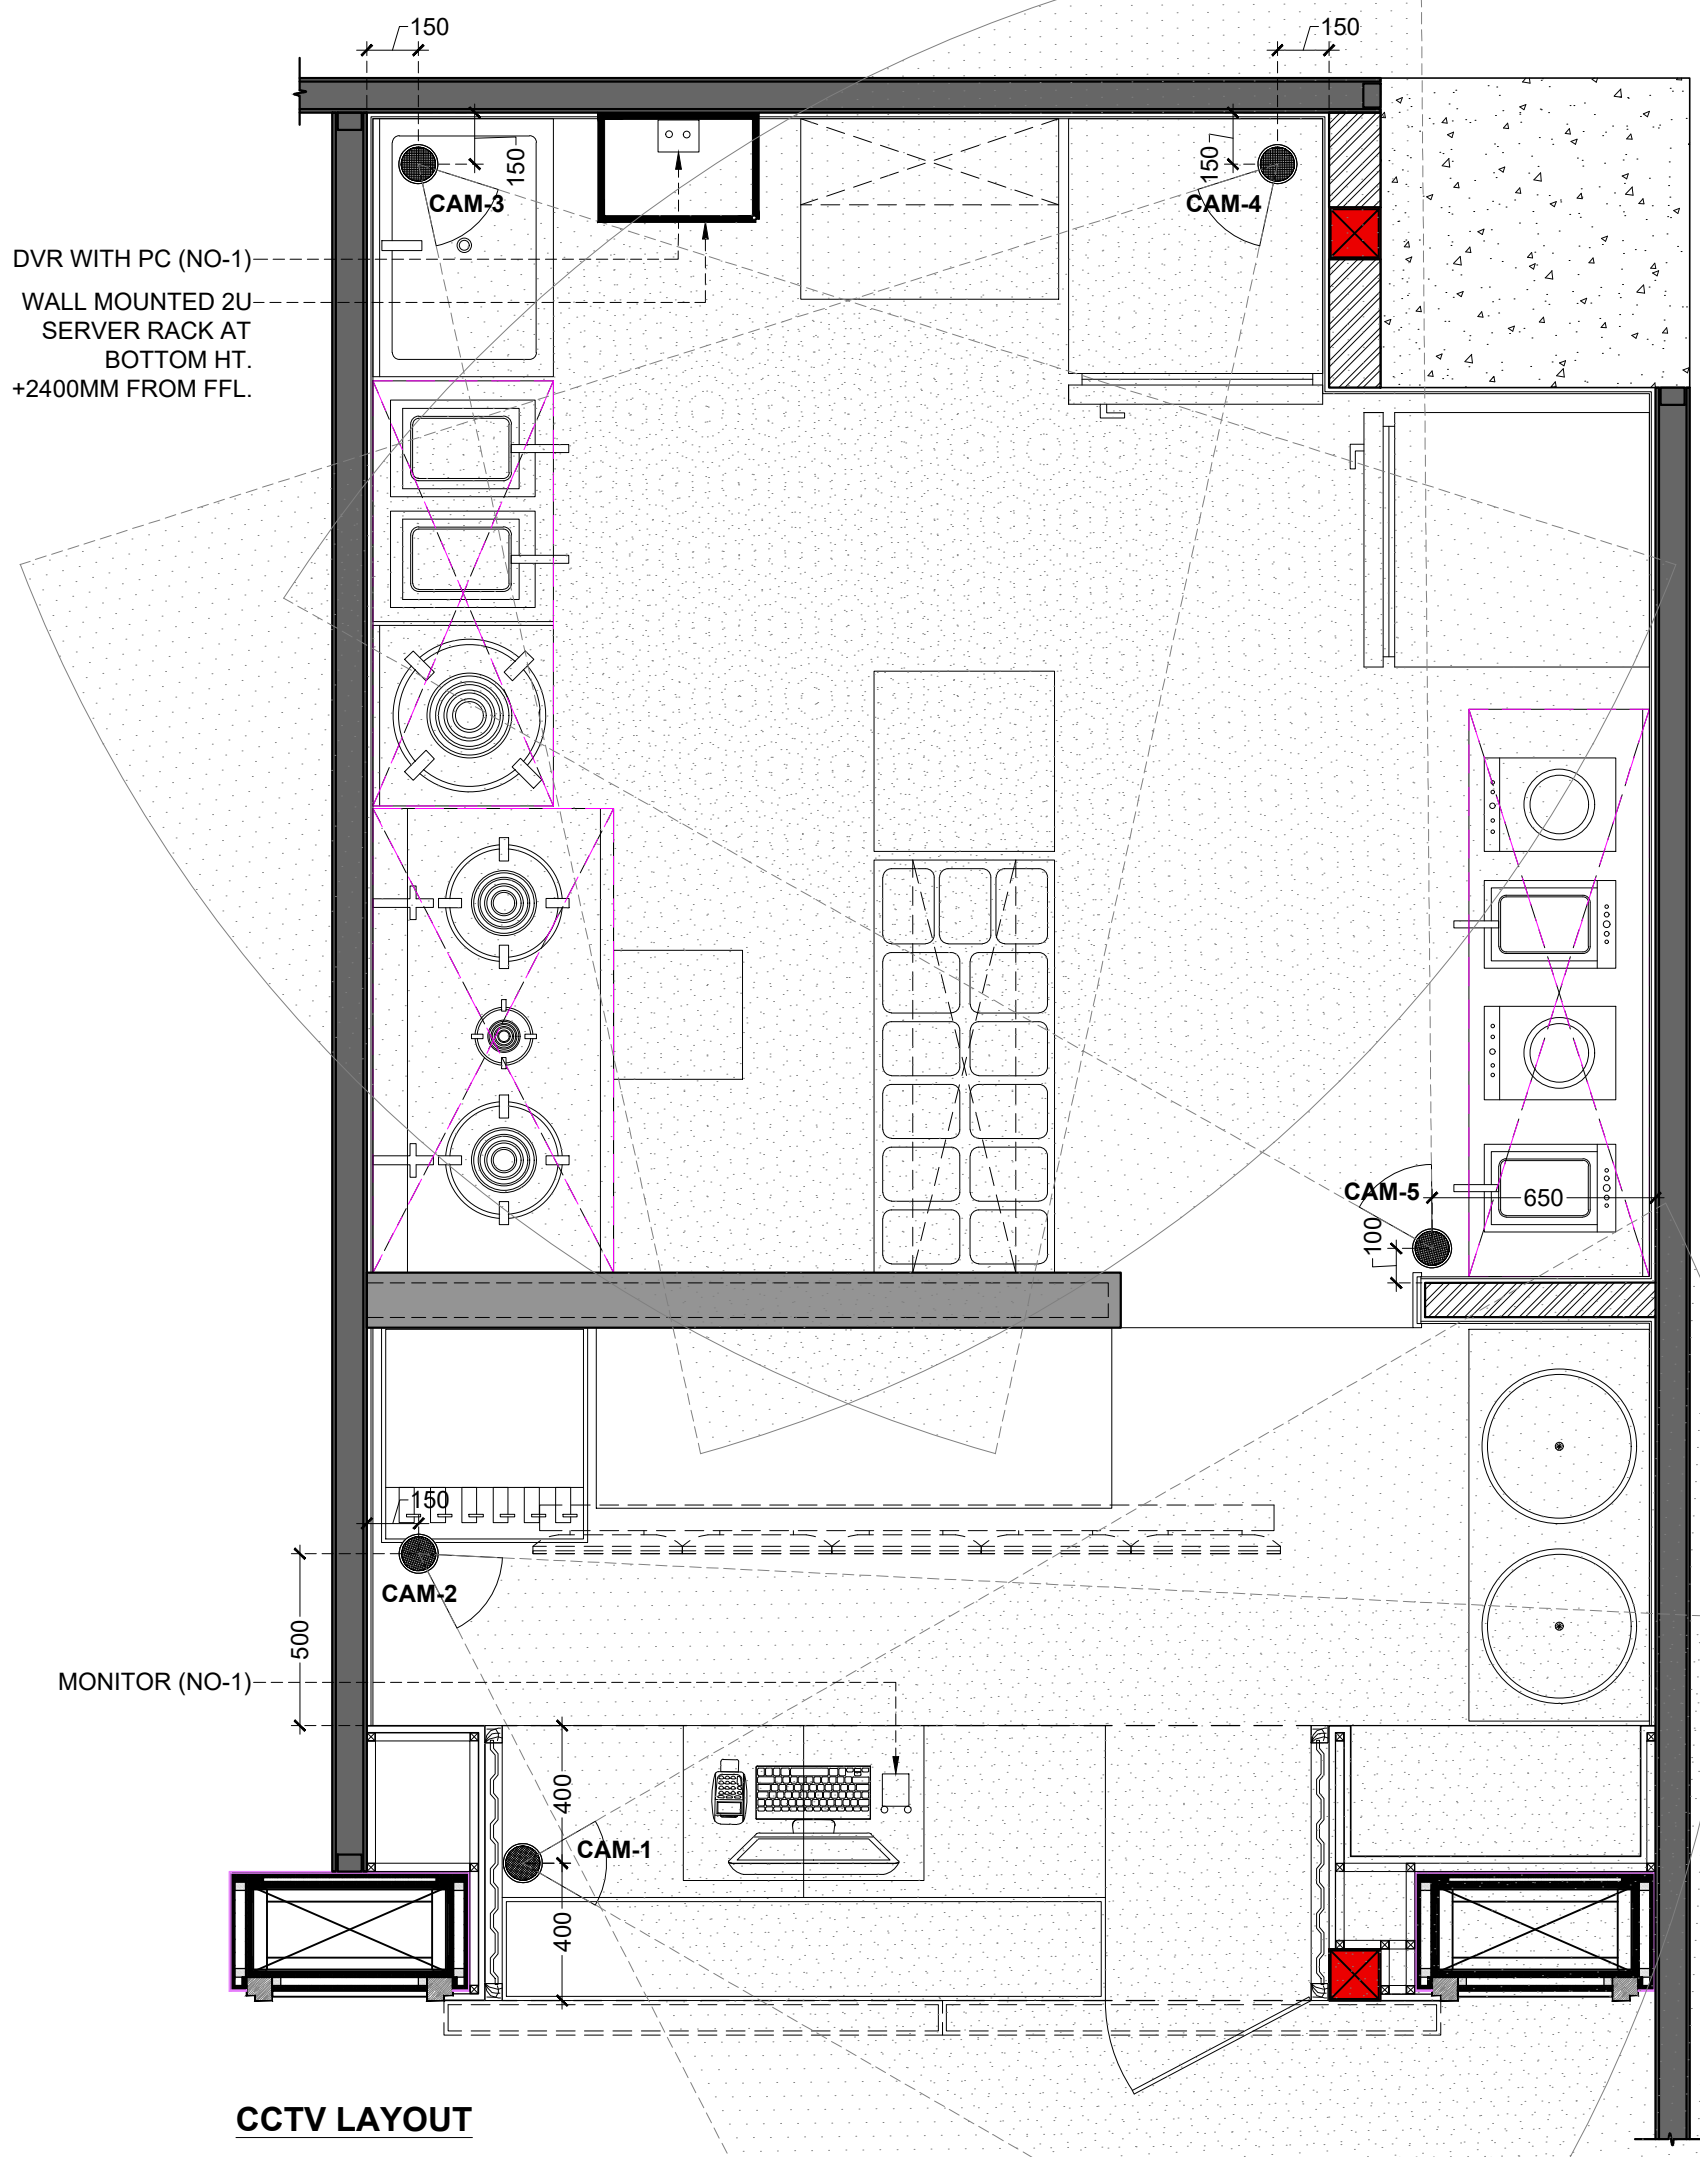 150
150
150
150
CAM-3
CAM-4
DVR WITH PC (NO-1)
WALL MOUNTED 2U
SERVER RACK AT
BOTTOM HT.
+2400MM FROM FFL.
CAM-5
650
100
150
CAM-2
500
MONITOR (NO-1)
400
CAM-1
400
CCTV LAYOUT